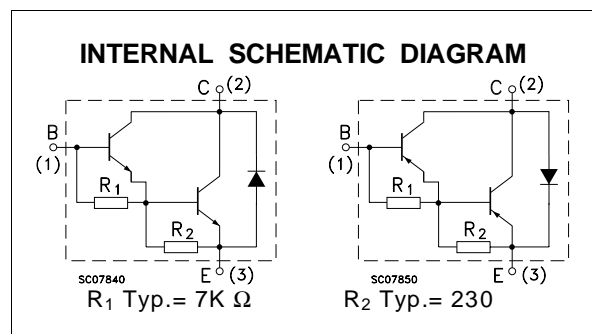 INTERNAL SCHEMATIC DIAGRAM
C (2)
C (2)
B
(1)
B
(1)
R1
R1
R2
R2
SC07840
E (3)
SC07850
E (3)
R1 Typ.= 7K Ω
R2 Typ.= 230